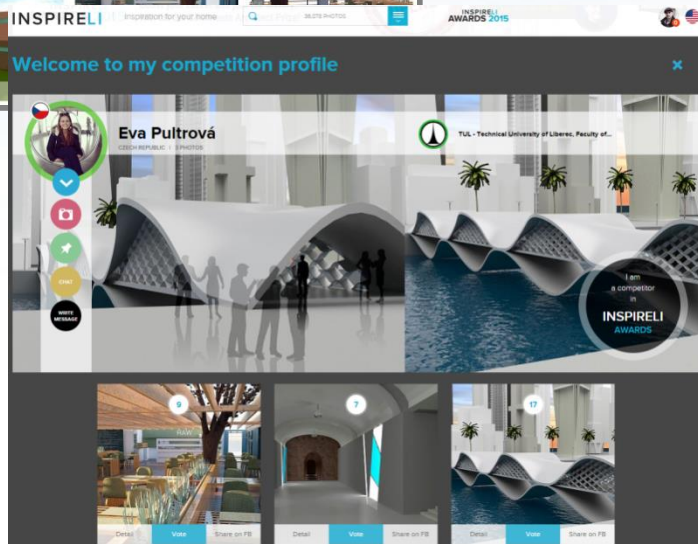 INSPIRELI
Inspiration for your home
INSPIRELI
AWARDS 2015
Welcome to my competition profile
×
Eva Pultrová
CZECH REPUBLIC | 3 PHOTOS
TUL - Technical University of Liberec, Faculty of...
CHAT
WRITE
MESSAGE
I am
a competitor
in
INSPIRELI
AWARDS
9
7
17
Detail Vote Share on FB
Detail Vote Share on FB
Detail Vote Share on FB